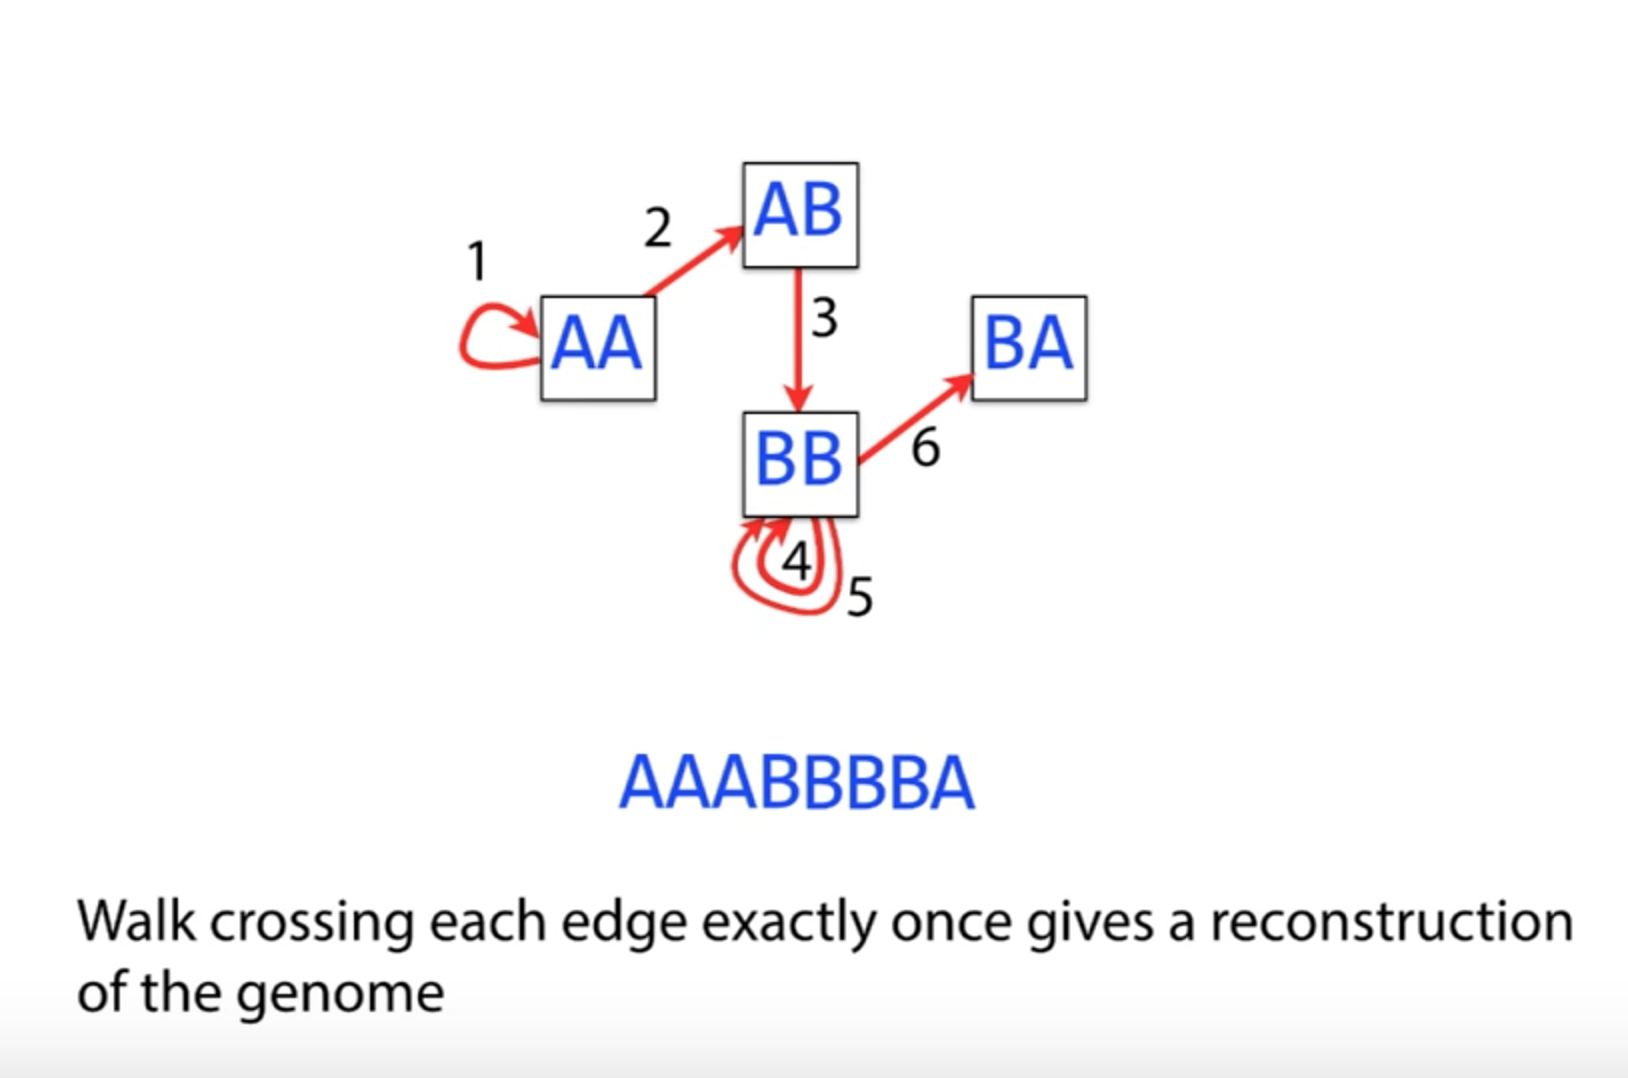 AB
2
1
3
AA
BA
BB
6
4
5
AAABBBBA
Walk crossing each edge exactly once gives a reconstruction
of the genome